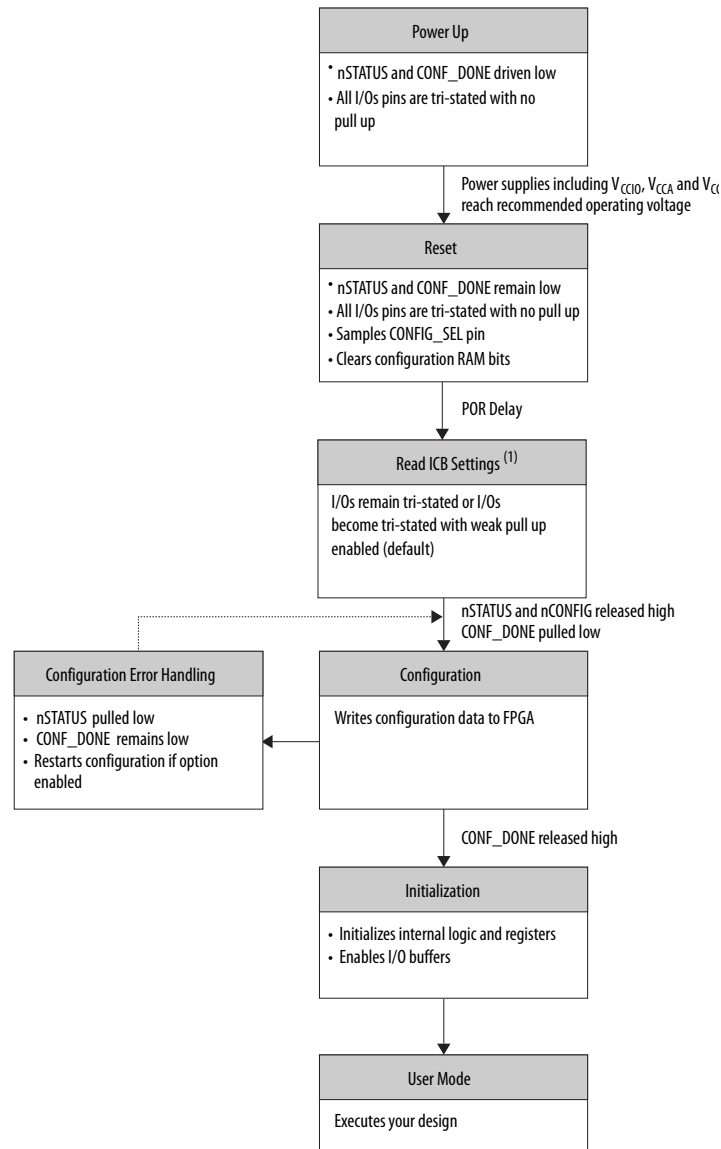 Power Up
• nSTATUS and CONF_DONE driven low
• All I/Os pins are tri-stated with no
pull up
Power supplies including VCCIO, VCCA and
reach recommended operating voltage
Reset
• nSTATUS and CONF_DONE remain low
• All I/Os pins are tri-stated with no pull up
• Samples CONFIG_SEL pin
• Clears configuration RAM bits
POR Delay
Read ICB Settings (1)
I/Os remain tri-stated or I/Os
become tri-stated with weak pull up
enabled (default)
nSTATUS and nCONFIG released high
CONF_DONE pulled low
Configuration Error Handling
• nSTATUS pulled low
• CONF_DONE remains low
• Restarts configuration if option
enabled
Configuration
Writes configuration data to FPGA
CONF_DONE released high
Initialization
• Initializes internal logic and registers
• Enables I/O buffers
User Mode
Executes your design